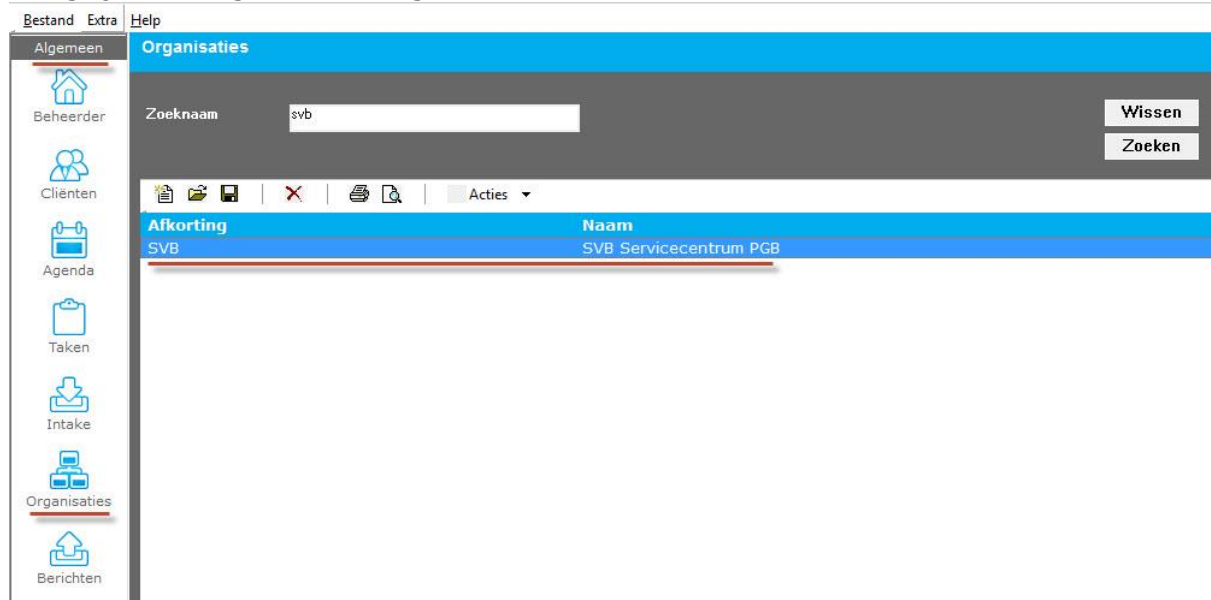 Bestand Extra Help
Algemeen
Organisaties
Beheerder
Zoeknaam svb
Wissen
Zoeken
Cliënten
Acties
Afkorting Naam
SVB SVB Servicecentrum PGB
Agenda
Taken
Intake
Organisaties
Berichten